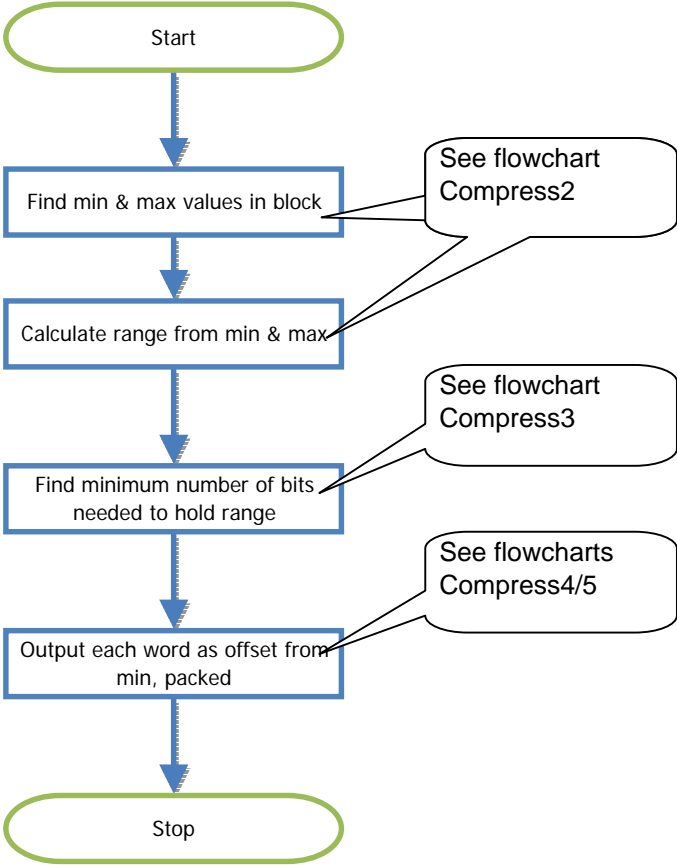 Start
Find min & max values in block
See flowchart
Compress2
Calculate range from min & max
See flowchart
Compress3
Find minimum number of bits
needed to hold range
See flowcharts
Compress4/5
Output each word as offset from
min, packed
Stop